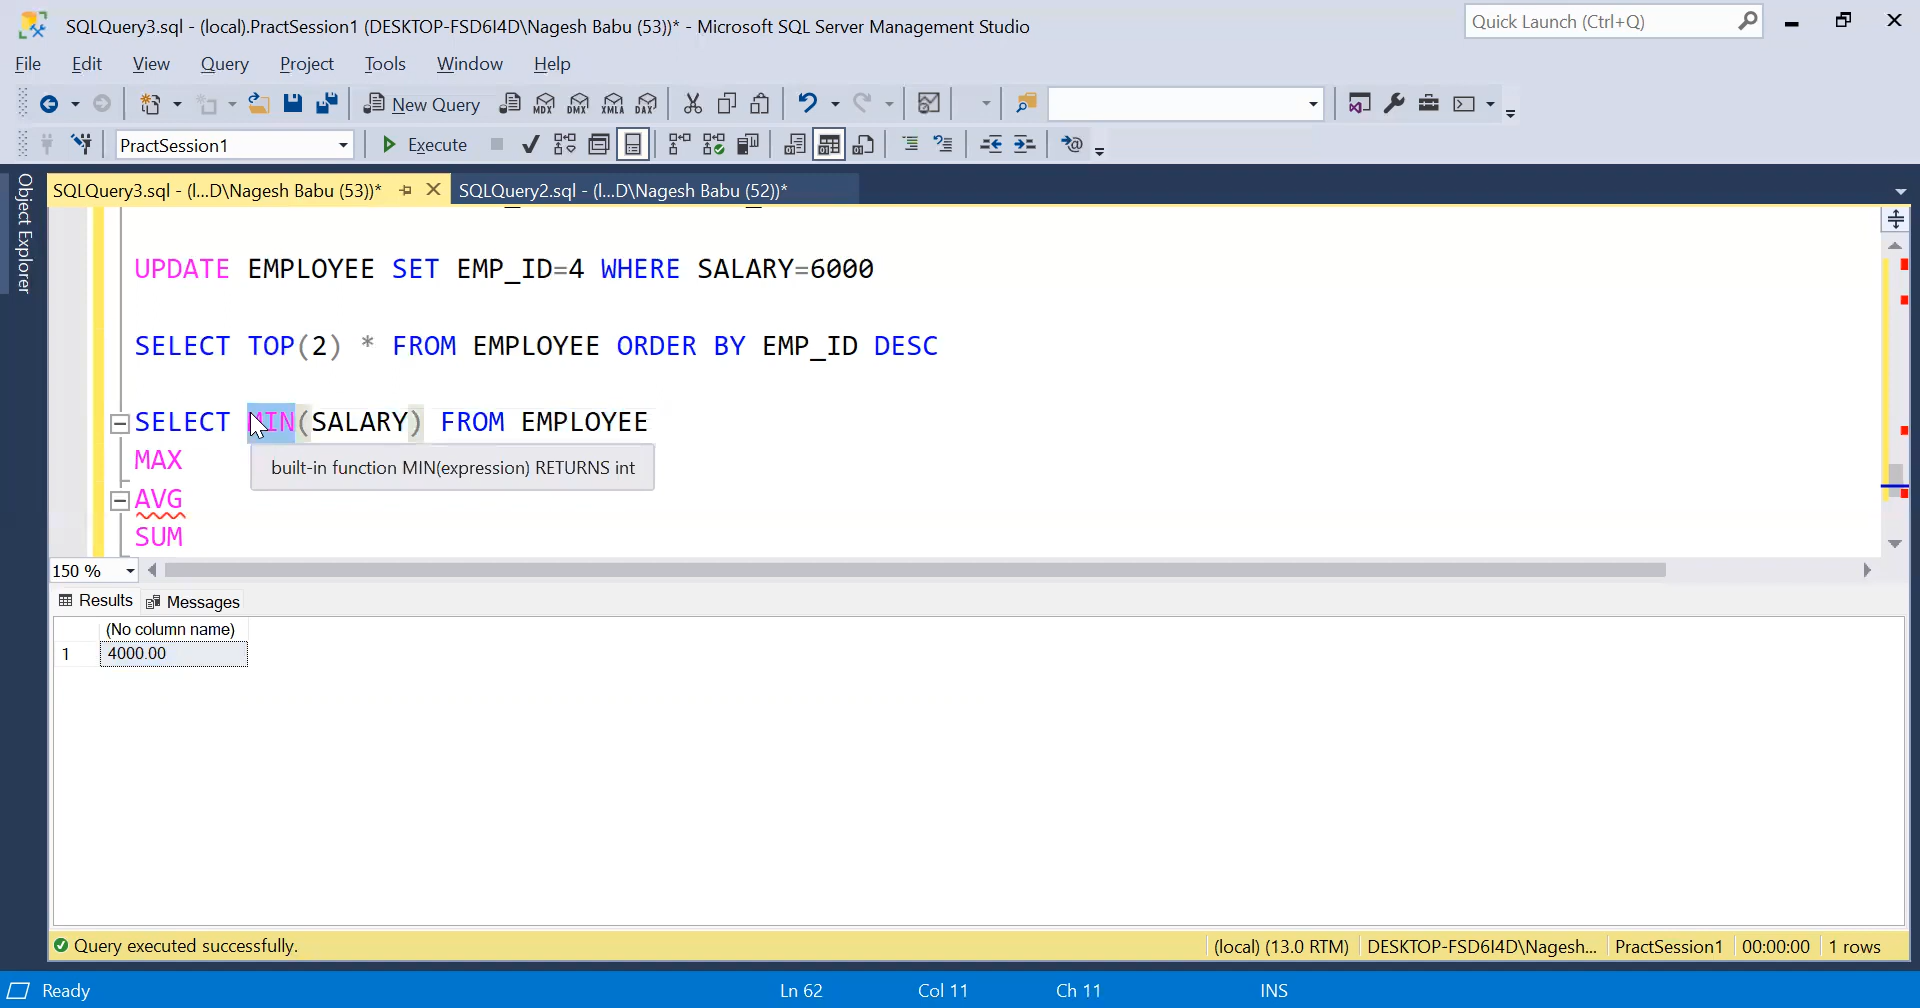 SQLQuery3.sql - (local).PractSession1 (DESKTOP-FSD6I4D\Nagesh Babu (53))* - Microsoft SQL Server Management Studio
Quick Launch (Ctrl+Q)
File Edit View Query Project Tools Window Help
New Query MDX DMX XMLA DAX
PractSession1 Execute
Object Explorer
SQLQuery3.sql - (l...D\Nagesh Babu (53))* SQLQuery2.sql - (l...D\Nagesh Babu (52))*
UPDATE EMPLOYEE SET EMP_ID=4 WHERE SALARY=6000
SELECT TOP(2) * FROM EMPLOYEE ORDER BY EMP_ID DESC
SELECT MIN(SALARY) FROM EMPLOYEE
MAX
built-in function MIN(expression) RETURNS int
AVG
SUM
150 %
Results Messages
(No column name)
1 4000.00
Query executed successfully. (local) (13.0 RTM) DESKTOP-FSD6I4D\Nagesh... PractSession1 00:00:00 1 rows
Ready Ln 62 Col 11 Ch 11 INS